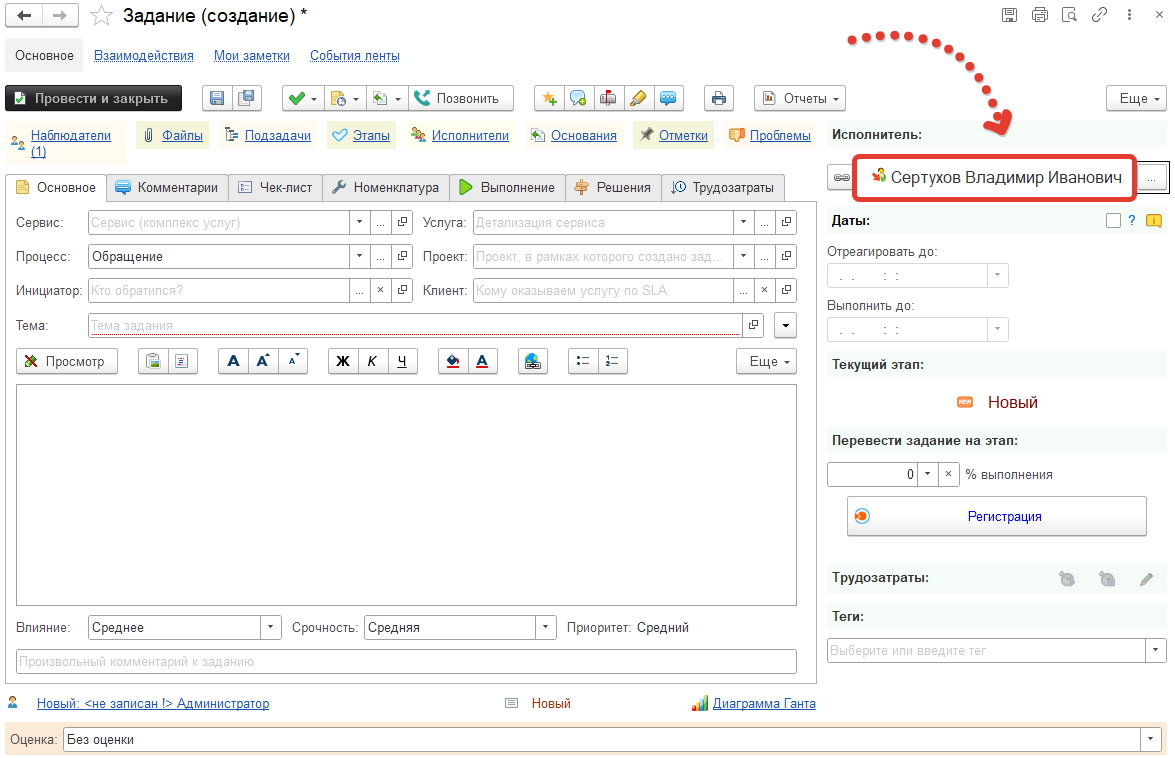 Задание (создание) *
Основное Взаимодействия Мои заметки События ленты
Провести и закрыть Позвонить Отчеты Еще
Наблюдатели (1) Файлы Подзадачи Этапы Исполнители Основания Отметки Проблемы
Основное Комментарии Чек-лист Номенклатура Выполнение Решения Трудозатраты
Сервис: Сервис (комплекс услуг) ... Услуга: Детализация сервиса ...
Процесс: Обращение ... Проект: Проект, в рамках которого создано зад... ...
Инициатор: Кто обратился? ... × Клиент: Кому оказываем услугу по SLA ... ×
Тема: Тема задания
Просмотр А А А Ж К Ч А Еще
Влияние: Среднее Срочность: Средняя Приоритет: Средний
Произвольный комментарий к заданию
Новый: <не записан !> Администратор Новый Диаграмма Ганта
Оценка: Без оценки
Исполнитель:
Сертухов Владимир Иванович ...
Даты: ?
Отреагировать до:
. . : :
Выполнить до:
. . : :
Текущий этап:
NEW Новый
Перевести задание на этап:
0 × % выполнения
Регистрация
Трудозатраты:
Теги:
Выберите или введите тег